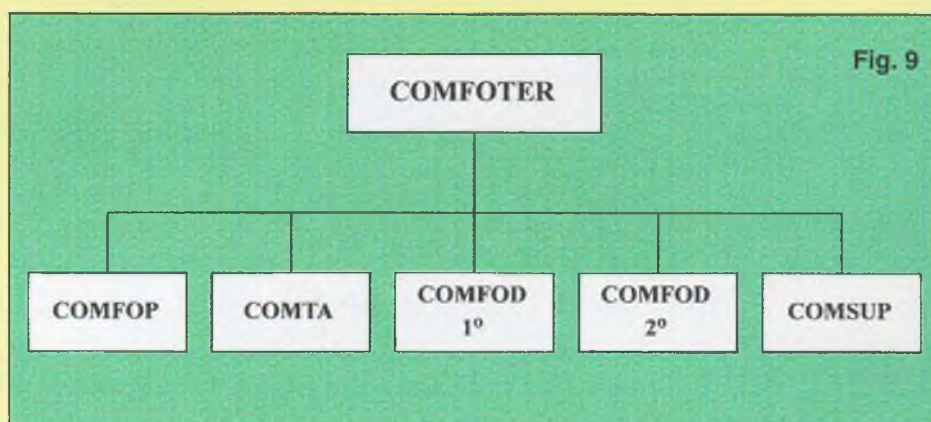 Fig. 9
COMFOTER
COMFOP
COMTA
COMFOD
1º
COMFOD
2º
COMSUP